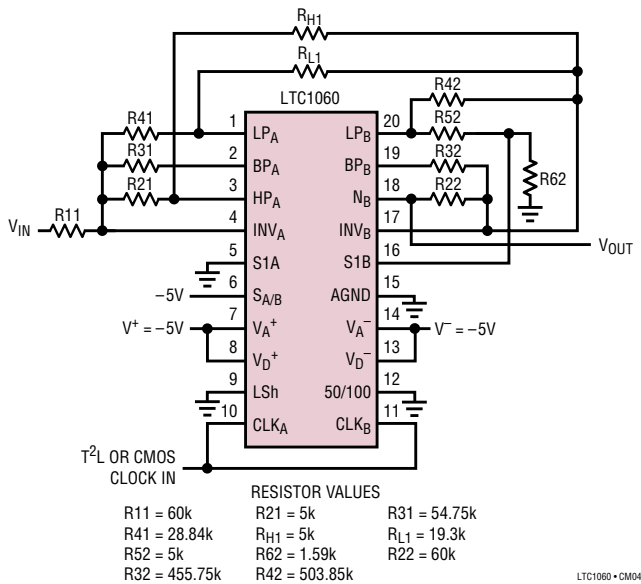 RH1
RL1
LTC1060
R41
R31
R21
R11
VIN
1
2
3
4
5
6
7
8
9
10
LPA
BPA
HPA
INVA
S1A
SA/B
VA+
VD+
LSh
CLKA
LPB
BPB
NB
INVB
S1B
AGND
VA–
VD–
50/100
CLKB
20
19
18
17
16
15
14
13
12
11
R42
R52
R32
R22
R62
VOUT
–5V
V+ = –5V
V– = –5V
T2L OR CMOS
CLOCK IN
RESISTOR VALUES
R11 = 60k R21 = 5k R31 = 54.75k
R41 = 28.84k RH1 = 5k RL1 = 19.3k
R52 = 5k R62 = 1.59k R22 = 60k
R32 = 455.75k R42 = 503.85k
LTC1060 • CM04